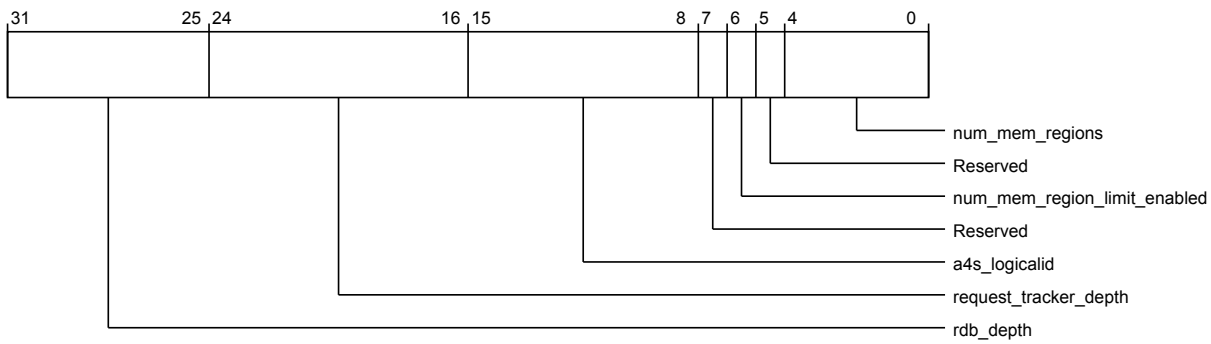 31 25 24 16 15 8 7 6 5 4 0
num_mem_regions
Reserved
num_mem_region_limit_enabled
Reserved
a4s_logicalid
request_tracker_depth
rdb_depth